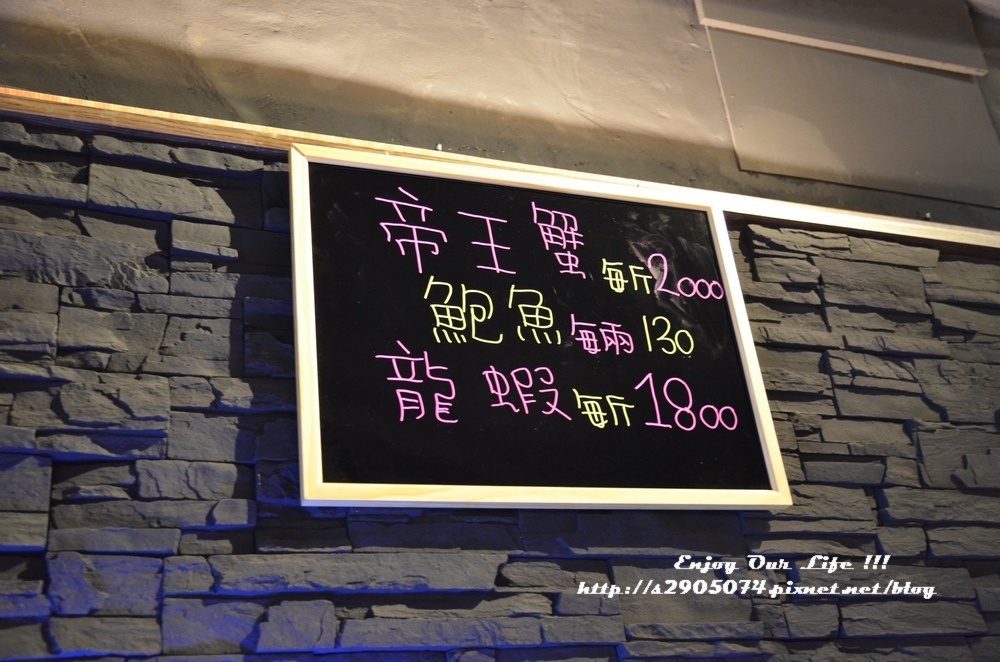 帝王蟹 每斤2000
鮑魚 每兩130
龍蝦 每斤1800
Enjoy Our Life !!!
http://s2905074.pixnet.net/blog